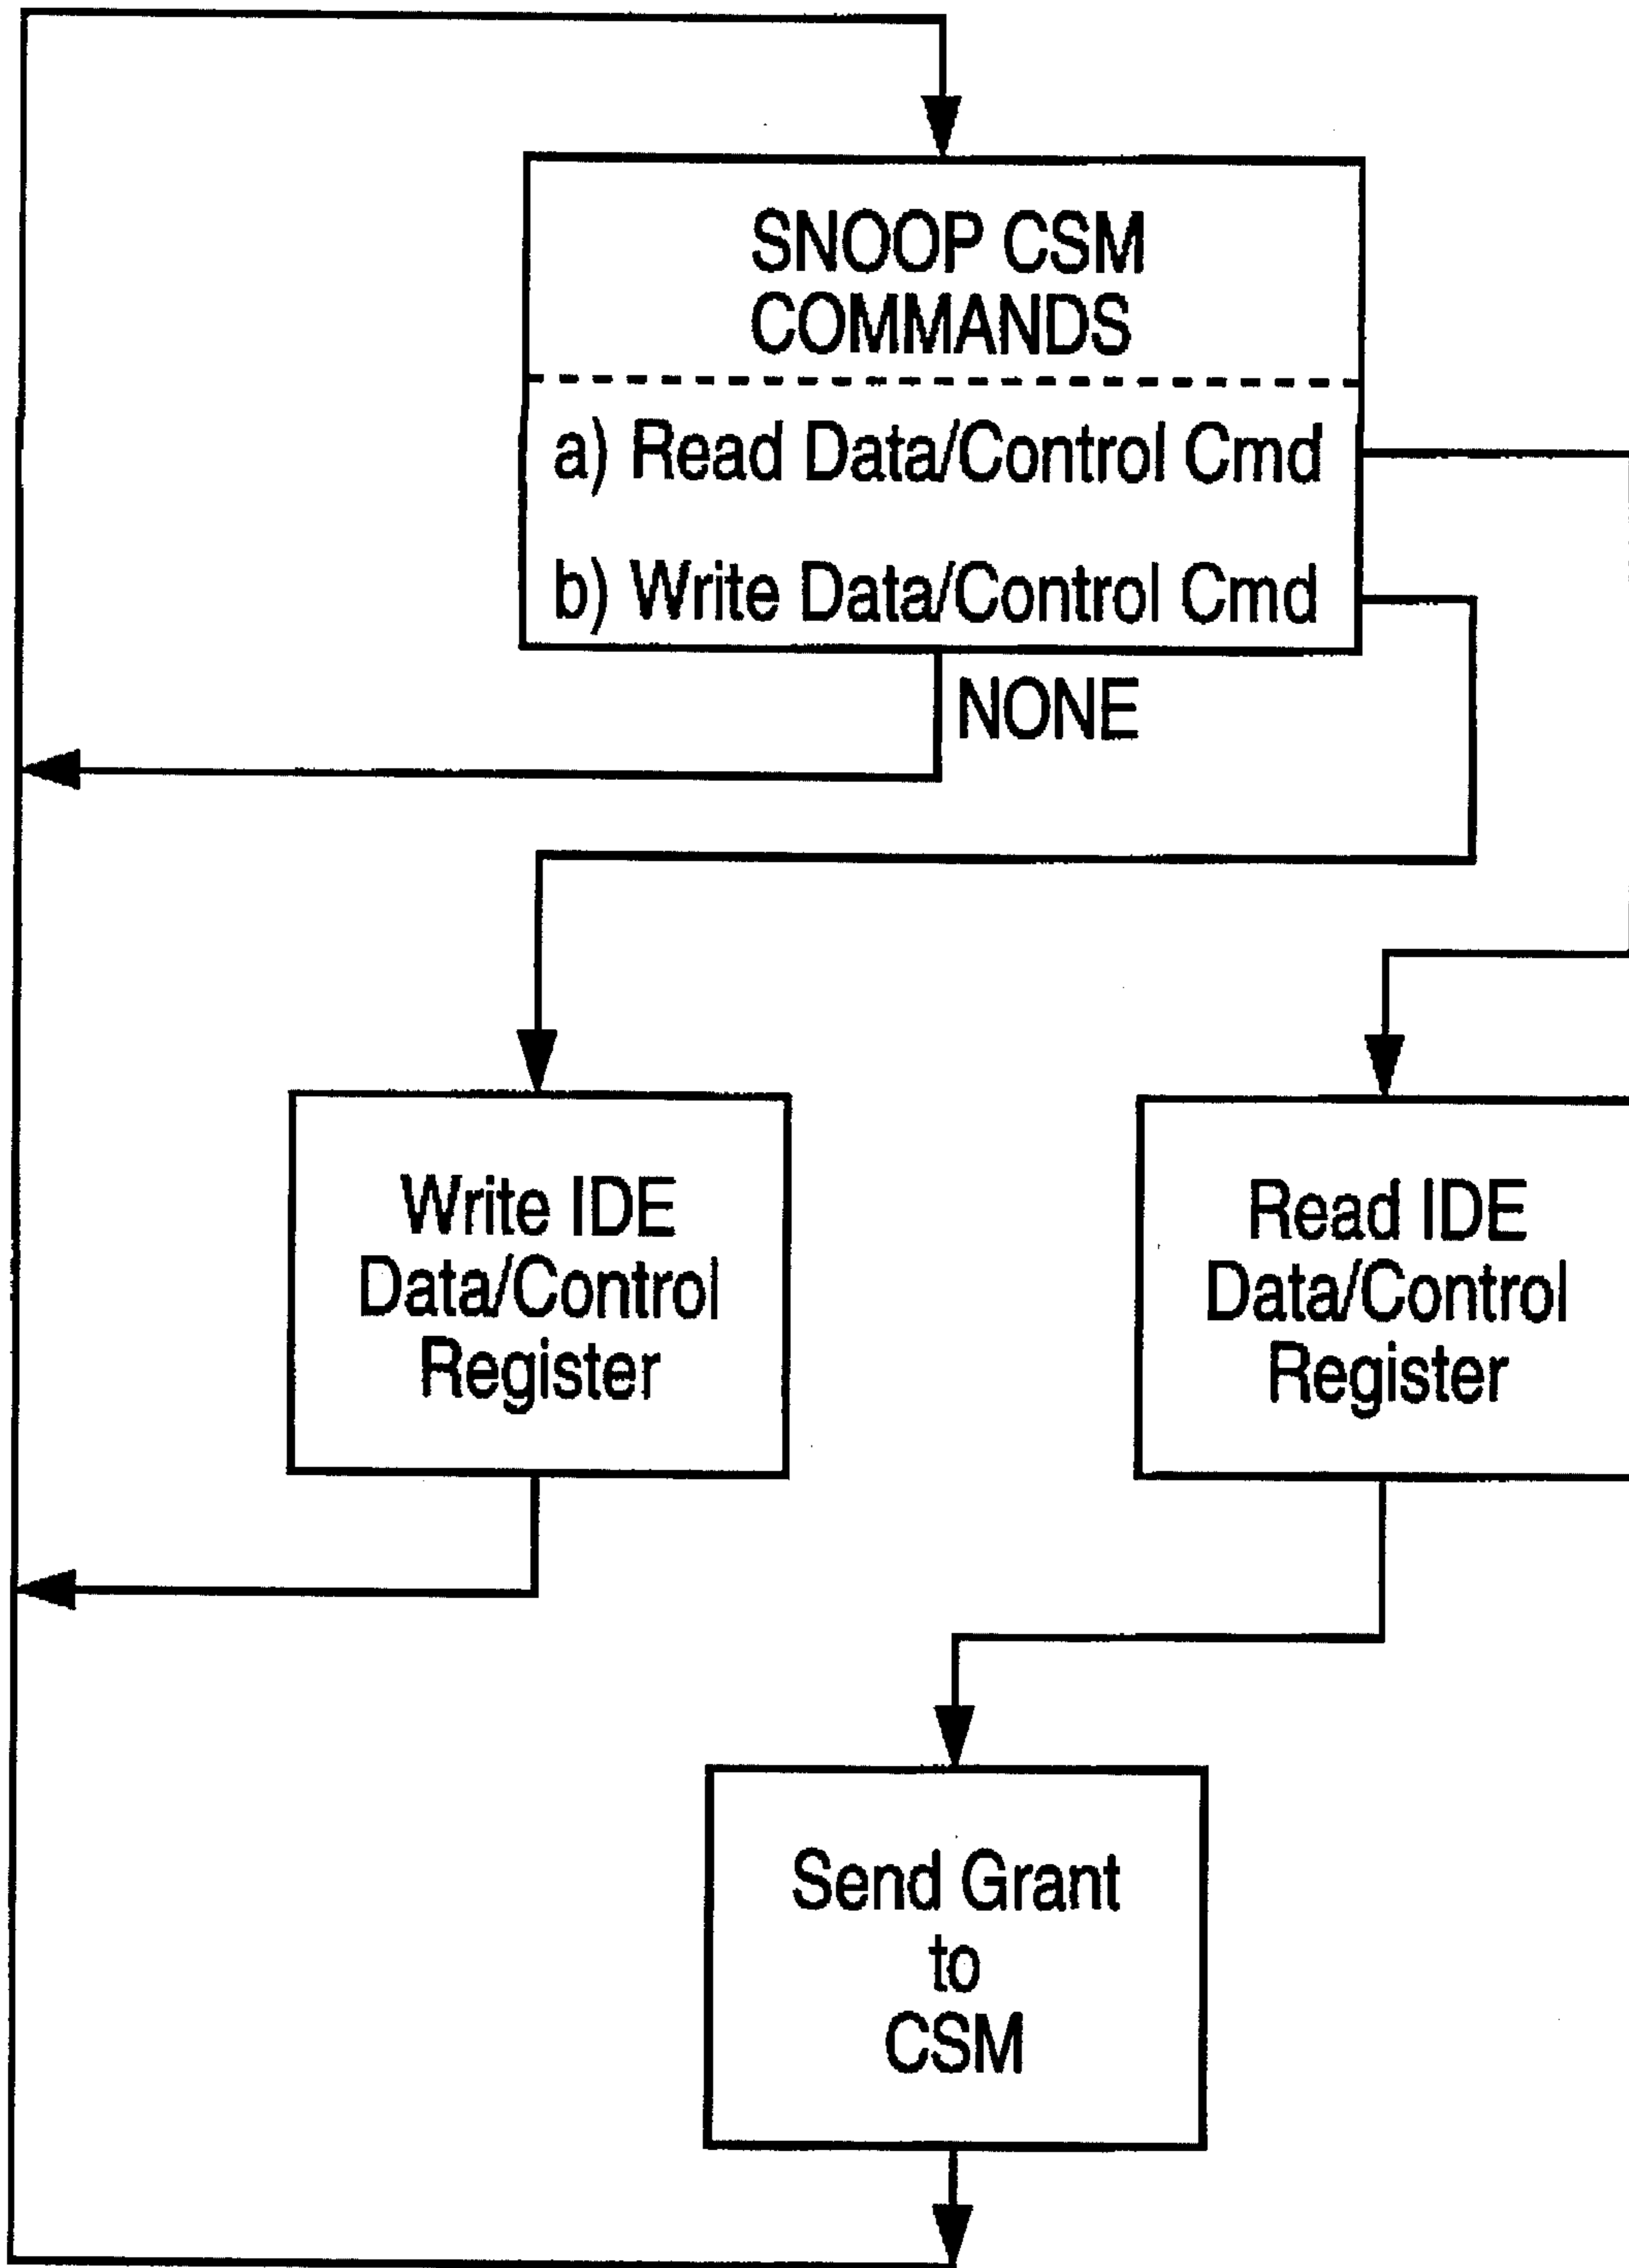 SNOOP CSM
COMMANDS
a) Read Data/Control Cmd
b) Write Data/Control Cmd
NONE
Write IDE
Data/Control
Register
Read IDE
Data/Control
Register
Send Grant
to
CSM